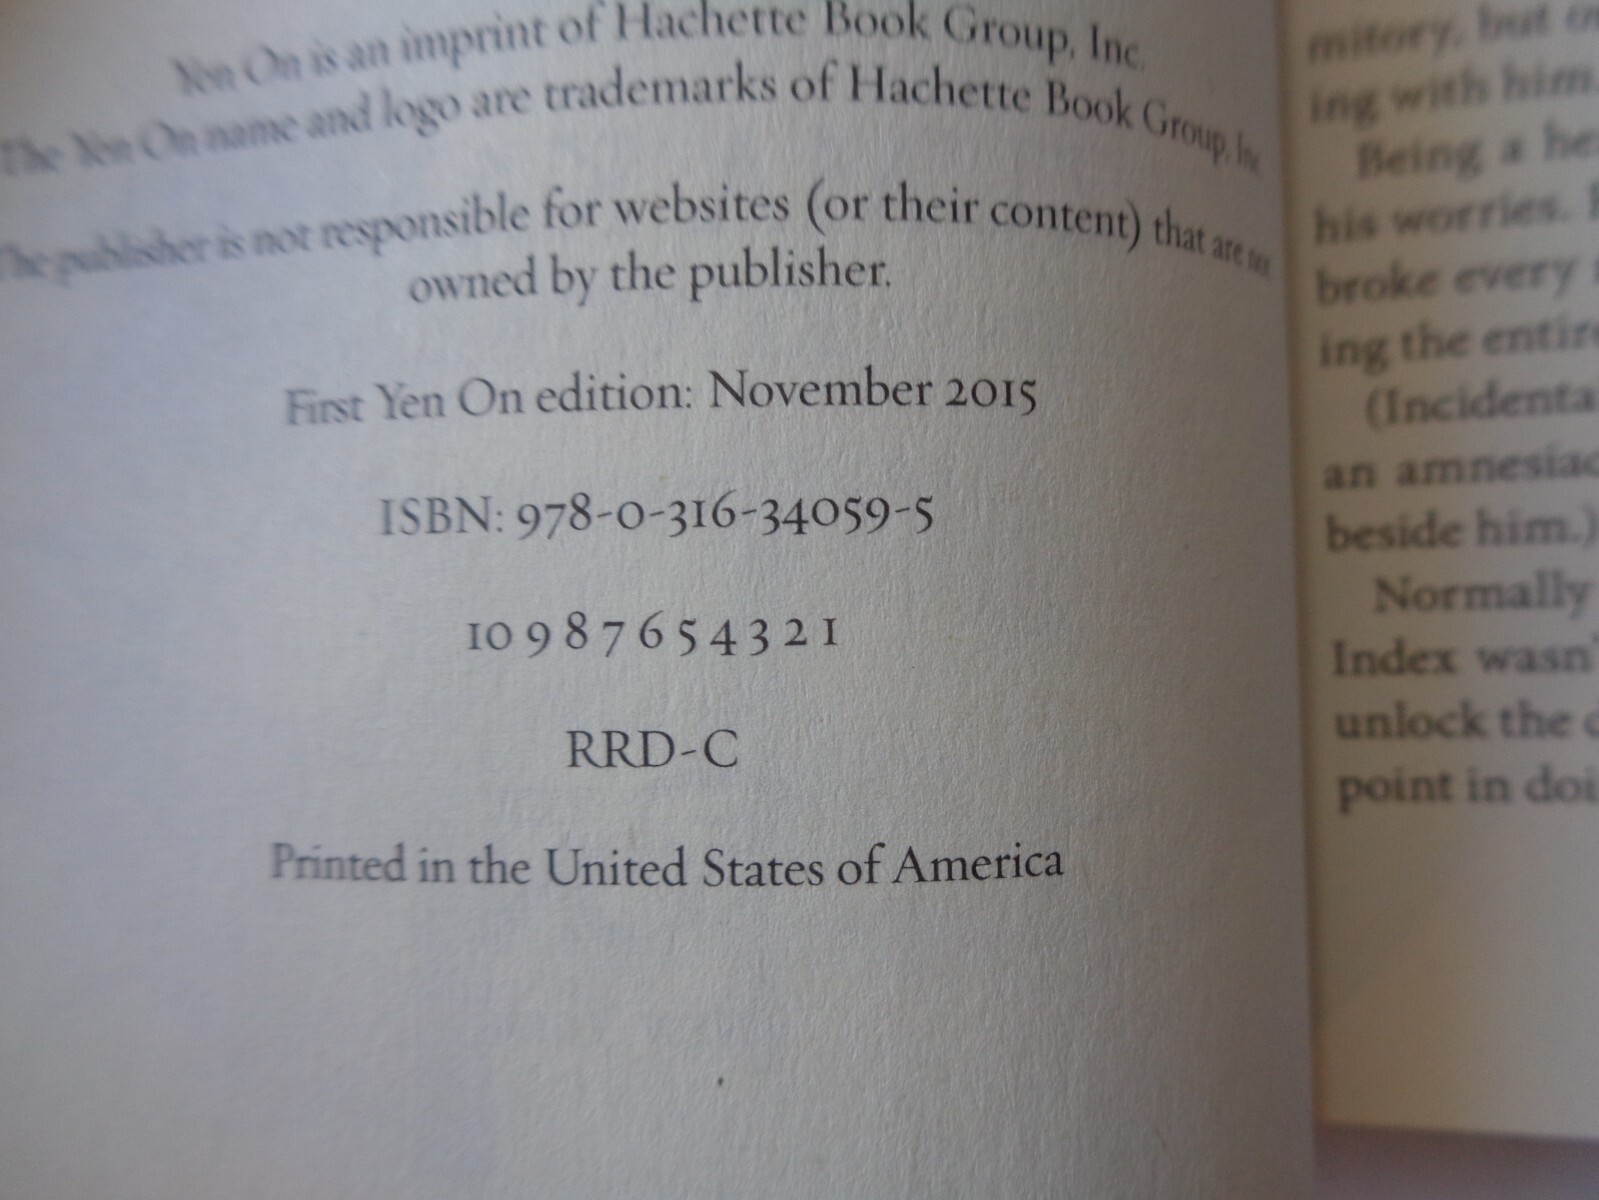 Yen On is an imprint of Hachette Book Group, Inc.
The Yen On name and logo are trademarks of Hachette Book Group, Inc.
The publisher is not responsible for websites (or their content) that are not
owned by the publisher.
First Yen On edition: November 2015
ISBN: 978-0-316-34059-5
10 9 8 7 6 5 4 3 2 1
RRD-C
Printed in the United States of America
mitory, but
ing with him.
Being a
his worries.
broke every
ing the
(Incidenta
an amnesiac
beside him.)
Normally
Index wasn'
unlock the
point in doi